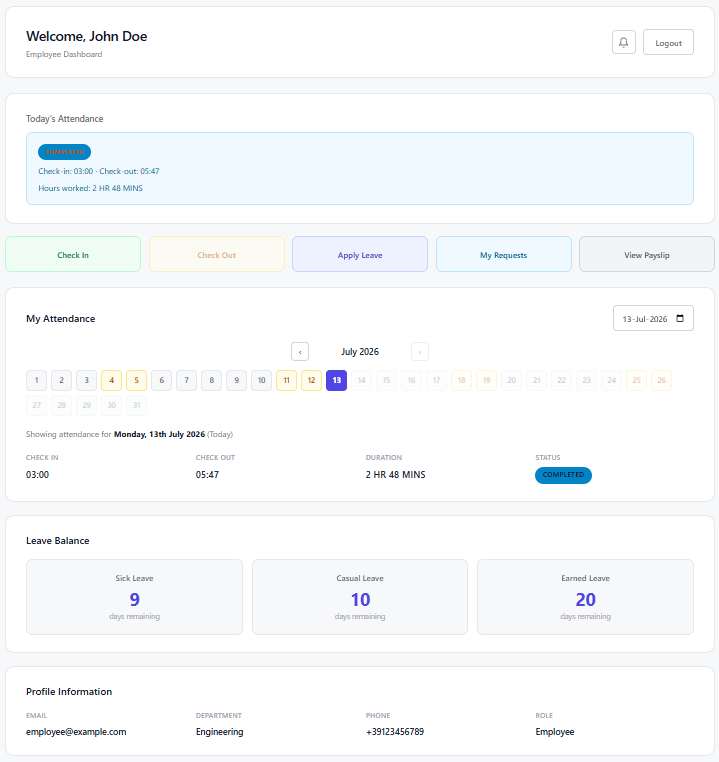 Welcome, John Doe
Employee Dashboard
Logout
Today's Attendance
COMPLETED
Check-in: 03:00 · Check-out: 05:47
Hours worked: 2 HR 48 MINS
Check In
Check Out
Apply Leave
My Requests
View Payslip
My Attendance
13-Jul-2026
‹ July 2026 ›
1 2 3 4 5 6 7 8 9 10 11 12 13 14 15 16 17 18 19 20 21 22 23 24 25 26
27 28 29 30 31
Showing attendance for Monday, 13th July 2026 (Today)
CHECK IN CHECK OUT DURATION STATUS
03:00 05:47 2 HR 48 MINS COMPLETED
Leave Balance
Sick Leave Casual Leave Earned Leave
9 10 20
days remaining days remaining days remaining
Profile Information
EMAIL DEPARTMENT PHONE ROLE
employee@example.com Engineering +39123456789 Employee